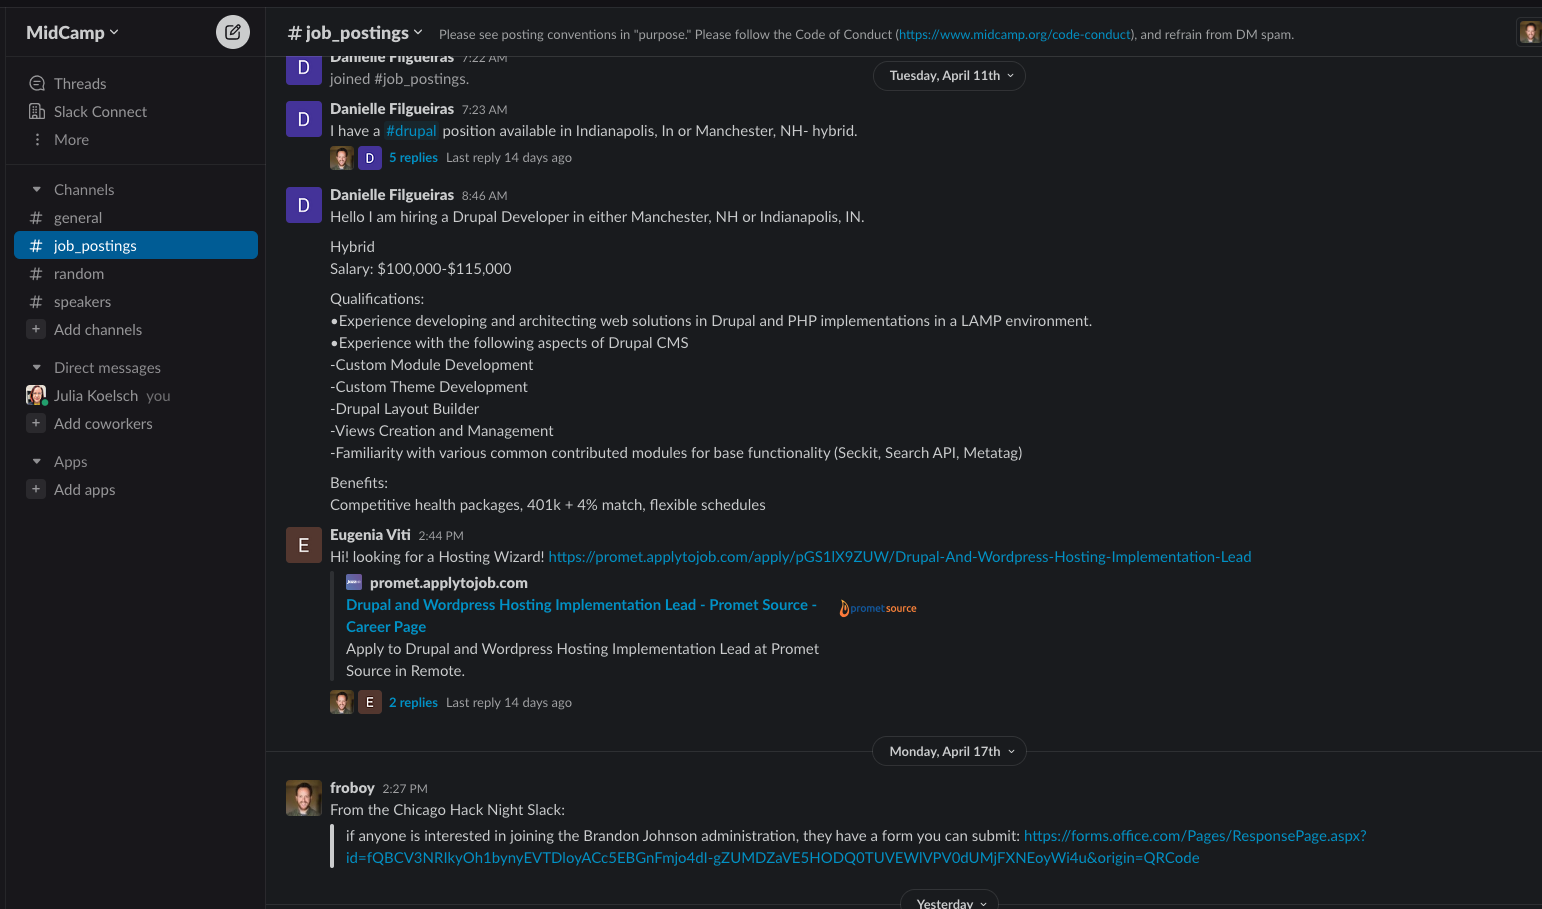 MidCamp
Threads
Slack Connect
More
Channels
# general
# job_postings
# random
# speakers
+ Add channels
Direct messages
Julia Koelsch you
+ Add coworkers
Apps
+ Add apps
# job_postings Please see posting conventions in "purpose." Please follow the Code of Conduct (https://www.midcamp.org/code-conduct), and refrain from DM spam.
Tuesday, April 11th
D Danielle Filgueiras 7:22 AM
joined #job_postings.
D Danielle Filgueiras 7:23 AM
I have a #drupal position available in Indianapolis, In or Manchester, NH- hybrid.
D 5 replies Last reply 14 days ago
D Danielle Filgueiras 8:46 AM
Hello I am hiring a Drupal Developer in either Manchester, NH or Indianapolis, IN.
Hybrid
Salary: $100,000-$115,000
Qualifications:
•Experience developing and architecting web solutions in Drupal and PHP implementations in a LAMP environment.
•Experience with the following aspects of Drupal CMS
-Custom Module Development
-Custom Theme Development
-Drupal Layout Builder
-Views Creation and Management
-Familiarity with various common contributed modules for base functionality (Seckit, Search API, Metatag)
Benefits:
Competitive health packages, 401k + 4% match, flexible schedules
E Eugenia Viti 2:44 PM
Hi! looking for a Hosting Wizard! https://promet.applytojob.com/apply/pGS1lX9ZUW/Drupal-And-Wordpress-Hosting-Implementation-Lead
promet.applytojob.com
Drupal and Wordpress Hosting Implementation Lead - Promet Source -
Career Page
promet source
Apply to Drupal and Wordpress Hosting Implementation Lead at Promet
Source in Remote.
E 2 replies Last reply 14 days ago
Monday, April 17th
froboy 2:27 PM
From the Chicago Hack Night Slack:
if anyone is interested in joining the Brandon Johnson administration, they have a form you can submit: https://forms.office.com/Pages/ResponsePage.aspx?
id=fQBCV3NRlkyOh1bynyEVTDloyACc5EBGnFmjo4dI-gZUMDZaVE5HODQ0TUVEWlVPV0dUMjFXNEoyWi4u&origin=QRCode
Yesterday